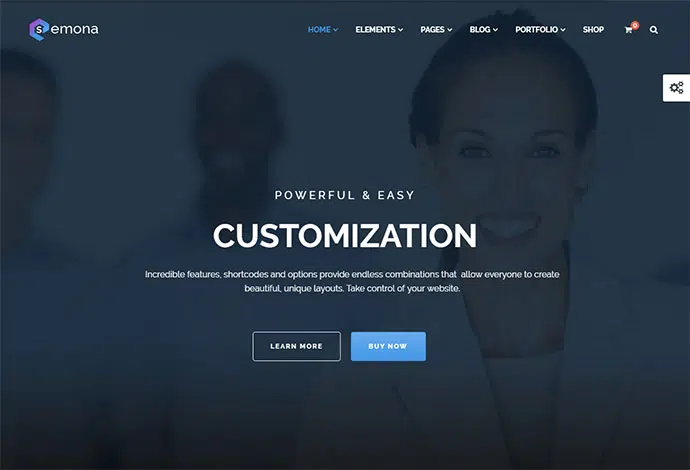 Semona
HOME ELEMENTS PAGES BLOG PORTFOLIO SHOP 0
POWERFUL & EASY
CUSTOMIZATION
Incredible features, shortcodes and options provide endless combinations that allow everyone to create
beautiful, unique layouts. Take control of your website.
LEARN MORE BUY NOW